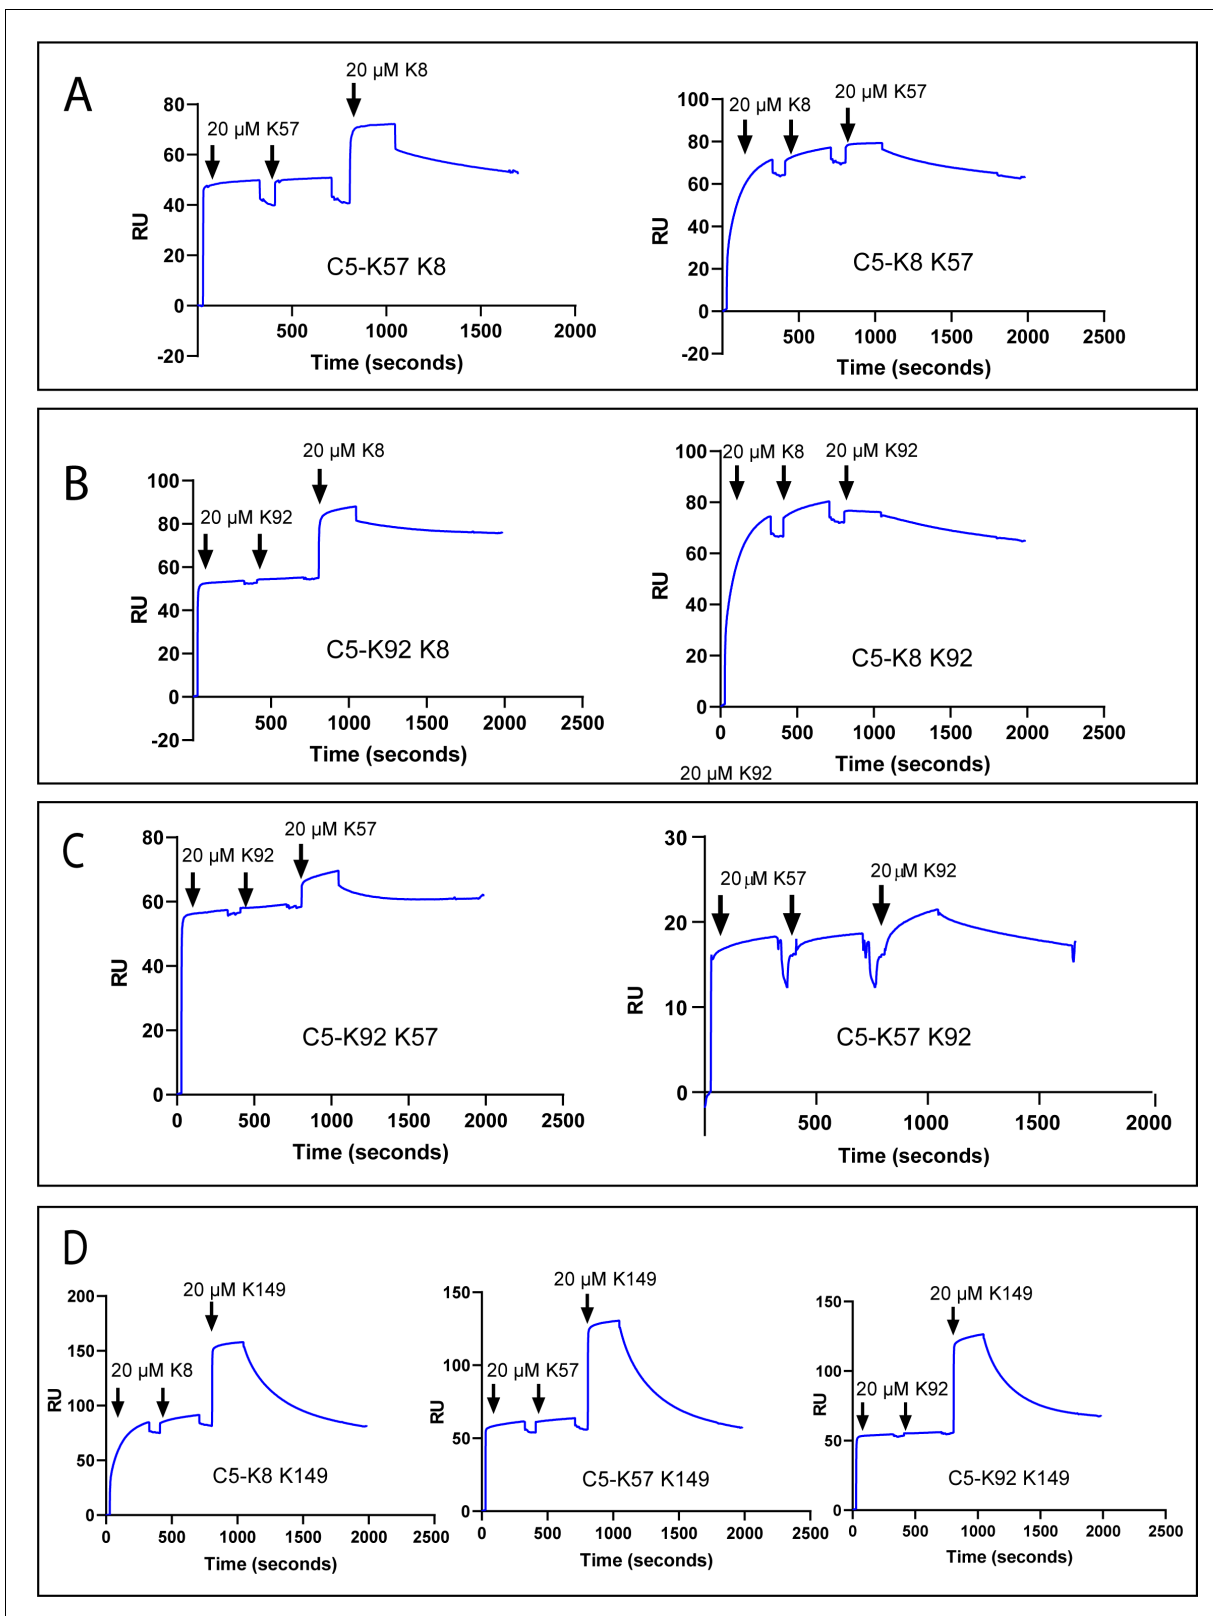 A
20 µM K8
20 µM K57
80
60
40
20
0
-20
RU
500 1000 1500 2000
Time (seconds)
C5-K57 K8
20 µM K8
20 µM K57
100
80
60
40
20
0
-20
RU
500 1000 1500 2000 2500
Time (seconds)
C5-K8 K57
B
20 µM K8
20 µM K92
100
80
60
40
20
0
-20
RU
500 1000 1500 2000 2500
Time (seconds)
C5-K92 K8
20 µM K8
20 µM K92
100
80
60
40
20
0
RU
0 500 1000 1500 2000 2500
Time (seconds)
C5-K8 K92
20 µM K92
C
20 µM K57
20 µM K92
80
60
40
20
0
RU
0 500 1000 1500 2000 2500
Time (seconds)
C5-K92 K57
20 µM K57
20 µM K92
30
20
10
0
RU
500 1000 1500 2000
Time (seconds)
C5-K57 K92
D
20 µM K149
20 µM K8
200
150
100
50
0
RU
0 500 1000 1500 2000 2500
Time (seconds)
C5-K8 K149
20 µM K149
20 µM K57
150
100
50
0
RU
0 500 1000 1500 2000 2500
Time (seconds)
C5-K57 K149
20 µM K149
20 µM K92
150
100
50
0
RU
0 500 1000 1500 2000 2500
Time (seconds)
C5-K92 K149